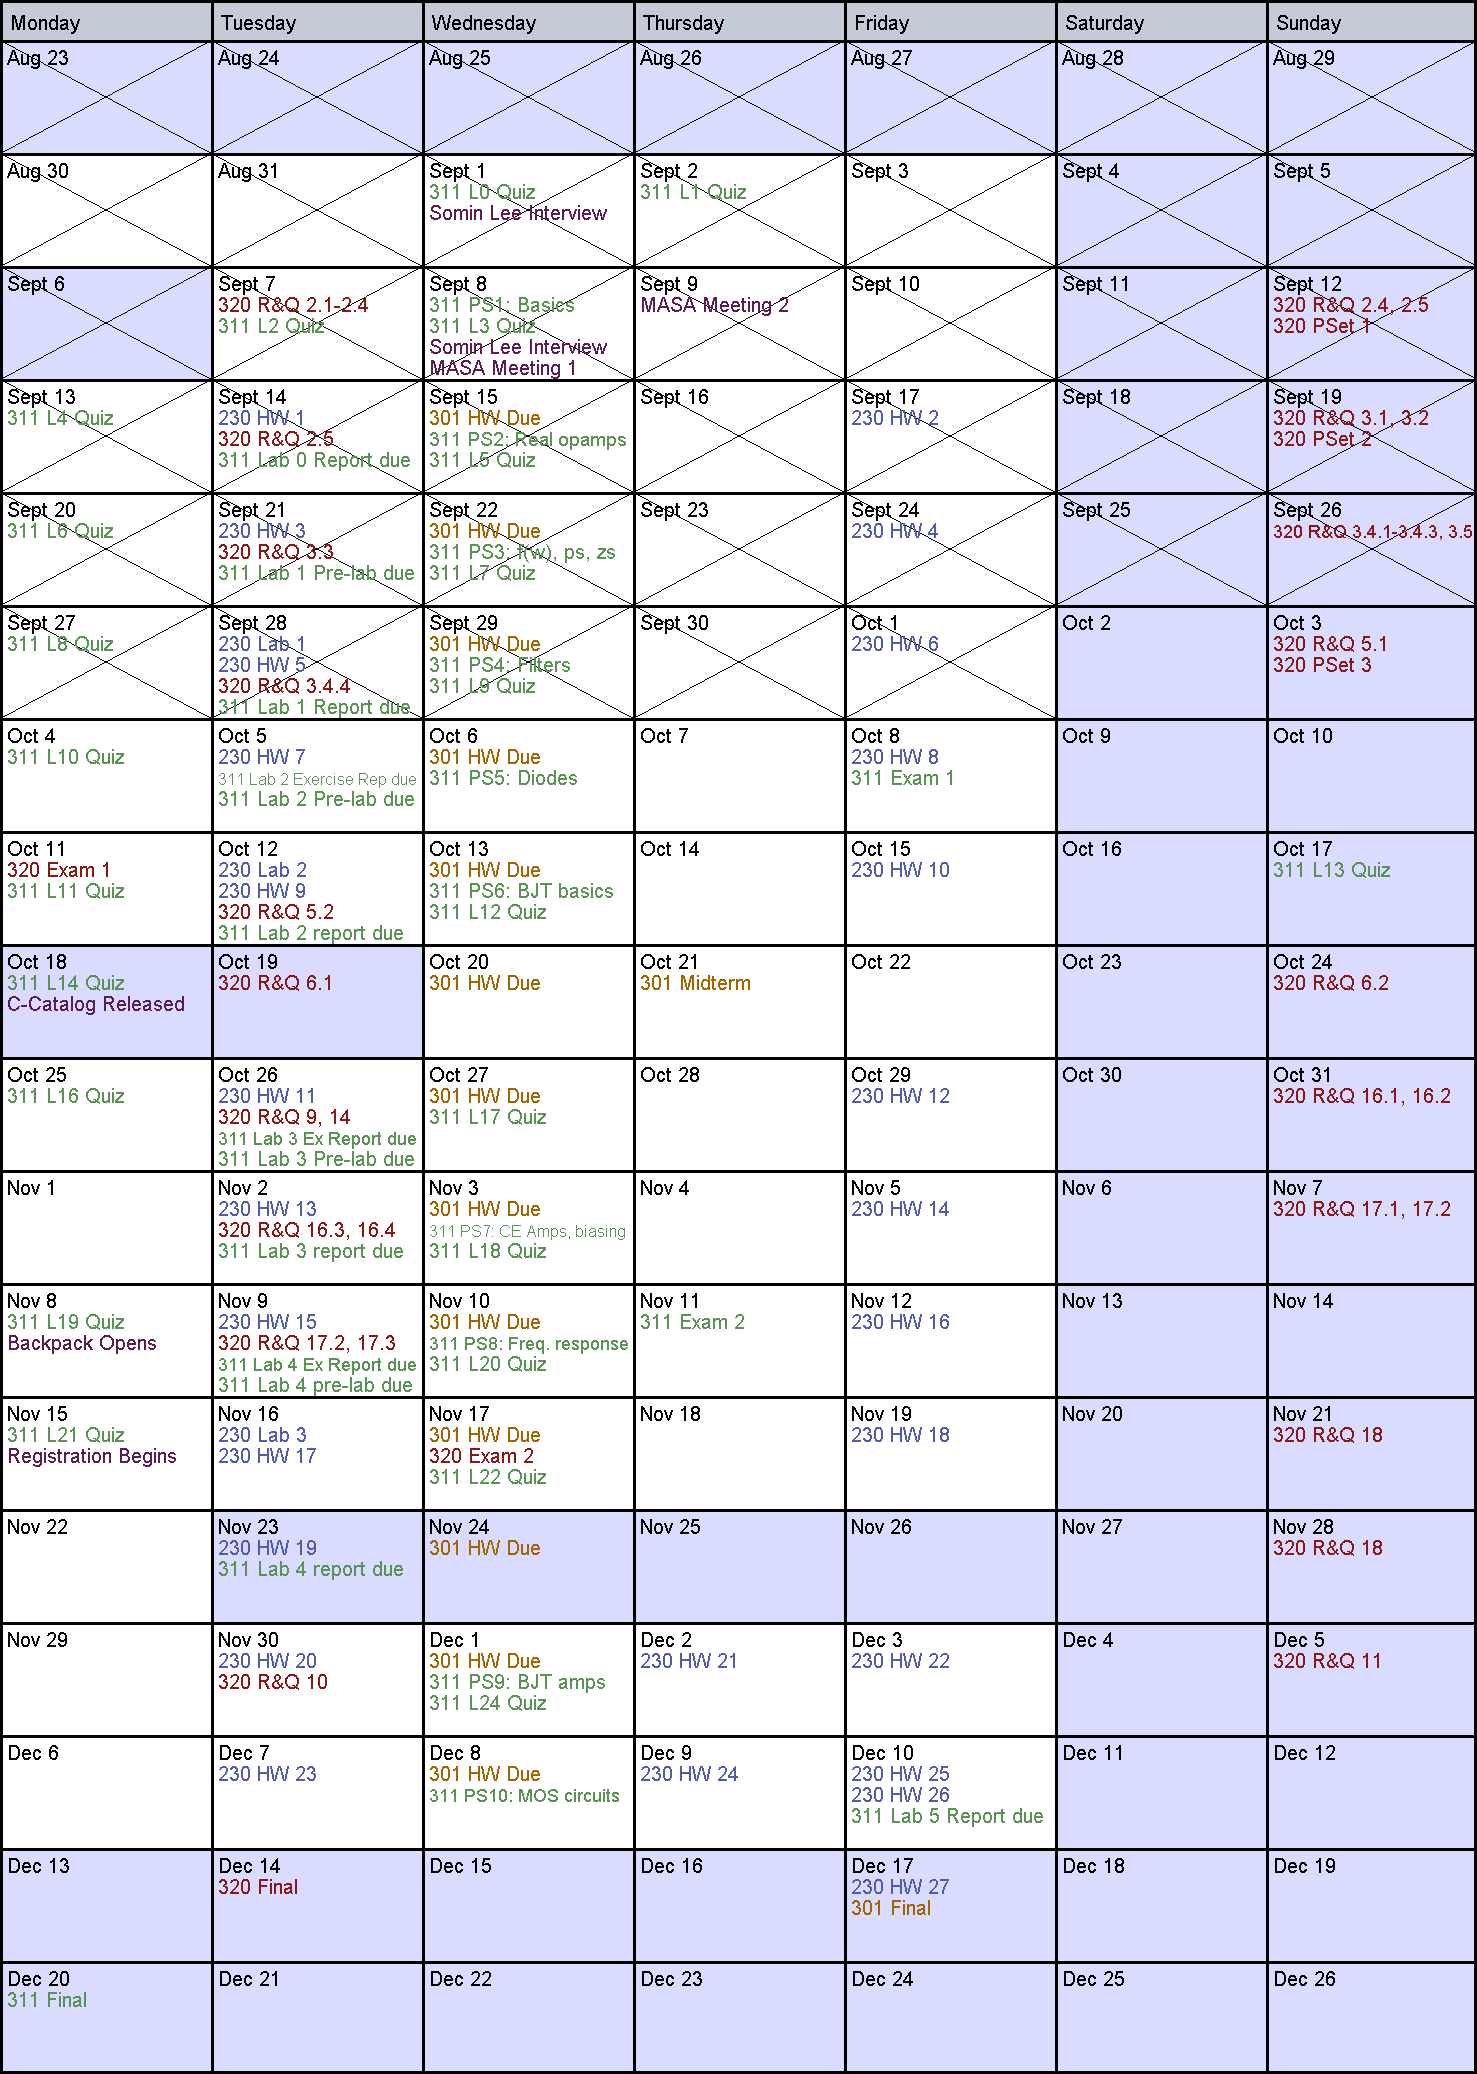 Monday
Tuesday
Wednesday
Thursday
Friday
Saturday
Sunday
Aug 23
Aug 24
Aug 25
Aug 26
Aug 27
Aug 28
Aug 29
Aug 30
Aug 31
Sept 1
311 L0 Quiz
Somin Lee Interview
Sept 2
311 L1 Quiz
Sept 3
Sept 4
Sept 5
Sept 6
Sept 7
320 R&Q 2.1-2.4
311 L2 Quiz
Sept 8
311 PS1: Basics
311 L3 Quiz
Somin Lee Interview
MASA Meeting 1
Sept 9
MASA Meeting 2
Sept 10
Sept 11
Sept 12
320 R&Q 2.4, 2.5
320 PSet 1
Sept 13
311 L4 Quiz
Sept 14
230 HW 1
320 R&Q 2.5
311 Lab 0 Report due
Sept 15
301 HW Due
311 PS2: Real opamps
311 L5 Quiz
Sept 16
Sept 17
230 HW 2
Sept 18
Sept 19
320 R&Q 3.1, 3.2
320 PSet 2
Sept 20
311 L6 Quiz
Sept 21
230 HW 3
320 R&Q 3.3
311 Lab 1 Pre-lab due
Sept 22
301 HW Due
311 PS3: f(w), ps, zs
311 L7 Quiz
Sept 23
Sept 24
230 HW 4
Sept 25
Sept 26
320 R&Q 3.4.1-3.4.3, 3.5
Sept 27
311 L8 Quiz
Sept 28
230 Lab 1
230 HW 5
320 R&Q 3.4.4
311 Lab 1 Report due
Sept 29
301 HW Due
311 PS4: Filters
311 L9 Quiz
Sept 30
Oct 1
230 HW 6
Oct 2
Oct 3
320 R&Q 5.1
320 PSet 3
Oct 4
311 L10 Quiz
Oct 5
230 HW 7
311 Lab 2 Exercise Rep due
311 Lab 2 Pre-lab due
Oct 6
301 HW Due
311 PS5: Diodes
Oct 7
Oct 8
230 HW 8
311 Exam 1
Oct 9
Oct 10
Oct 11
320 Exam 1
311 L11 Quiz
Oct 12
230 Lab 2
230 HW 9
320 R&Q 5.2
311 Lab 2 report due
Oct 13
301 HW Due
311 PS6: BJT basics
311 L12 Quiz
Oct 14
Oct 15
230 HW 10
Oct 16
Oct 17
311 L13 Quiz
Oct 18
311 L14 Quiz
C-Catalog Released
Oct 19
320 R&Q 6.1
Oct 20
301 HW Due
Oct 21
301 Midterm
Oct 22
Oct 23
Oct 24
320 R&Q 6.2
Oct 25
311 L16 Quiz
Oct 26
230 HW 11
320 R&Q 9, 14
311 Lab 3 Ex Report due
311 Lab 3 Pre-lab due
Oct 27
301 HW Due
311 L17 Quiz
Oct 28
Oct 29
230 HW 12
Oct 30
Oct 31
320 R&Q 16.1, 16.2
Nov 1
Nov 2
230 HW 13
320 R&Q 16.3, 16.4
311 Lab 3 report due
Nov 3
301 HW Due
311 PS7: CE Amps, biasing
311 L18 Quiz
Nov 4
Nov 5
230 HW 14
Nov 6
Nov 7
320 R&Q 17.1, 17.2
Nov 8
311 L19 Quiz
Backpack Opens
Nov 9
230 HW 15
320 R&Q 17.2, 17.3
311 Lab 4 Ex Report due
311 Lab 4 pre-lab due
Nov 10
301 HW Due
311 PS8: Freq. response
311 L20 Quiz
Nov 11
311 Exam 2
Nov 12
230 HW 16
Nov 13
Nov 14
Nov 15
311 L21 Quiz
Registration Begins
Nov 16
230 Lab 3
230 HW 17
Nov 17
301 HW Due
320 Exam 2
311 L22 Quiz
Nov 18
Nov 19
230 HW 18
Nov 20
Nov 21
320 R&Q 18
Nov 22
Nov 23
230 HW 19
311 Lab 4 report due
Nov 24
301 HW Due
Nov 25
Nov 26
Nov 27
Nov 28
320 R&Q 18
Nov 29
Nov 30
230 HW 20
320 R&Q 10
Dec 1
301 HW Due
311 PS9: BJT amps
311 L24 Quiz
Dec 2
230 HW 21
Dec 3
230 HW 22
Dec 4
Dec 5
320 R&Q 11
Dec 6
Dec 7
230 HW 23
Dec 8
301 HW Due
311 PS10: MOS circuits
Dec 9
230 HW 24
Dec 10
230 HW 25
230 HW 26
311 Lab 5 Report due
Dec 11
Dec 12
Dec 13
Dec 14
320 Final
Dec 15
Dec 16
Dec 17
230 HW 27
301 Final
Dec 18
Dec 19
Dec 20
311 Final
Dec 21
Dec 22
Dec 23
Dec 24
Dec 25
Dec 26